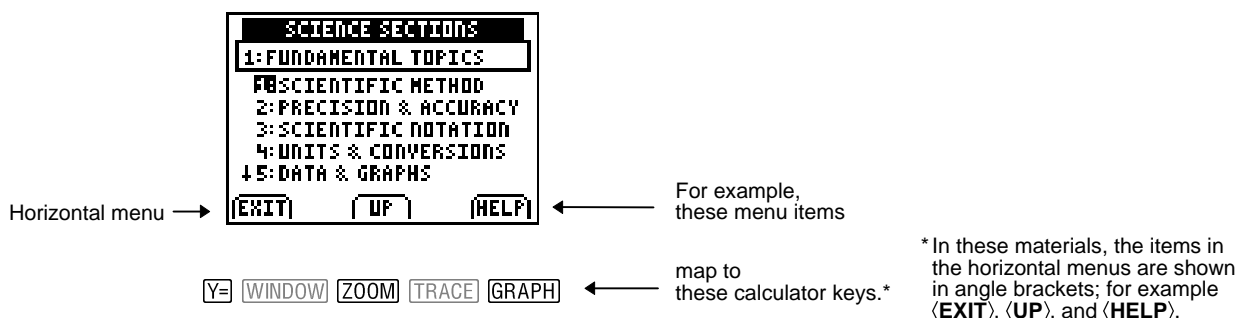 SCIENCE SECTIONS
1:FUNDAMENTAL TOPICS
SCIENTIFIC METHOD
2:PRECISION & ACCURACY
3:SCIENTIFIC NOTATION
4:UNITS & CONVERSIONS
↓5:DATA & GRAPHS
Horizontal menu
EXIT UP HELP
For example,
these menu items
Y= WINDOW ZOOM TRACE GRAPH
map to
these calculator keys.*
* In these materials, the items in
the horizontal menus are shown
in angle brackets; for example
⟨EXIT⟩, ⟨UP⟩, and ⟨HELP⟩.